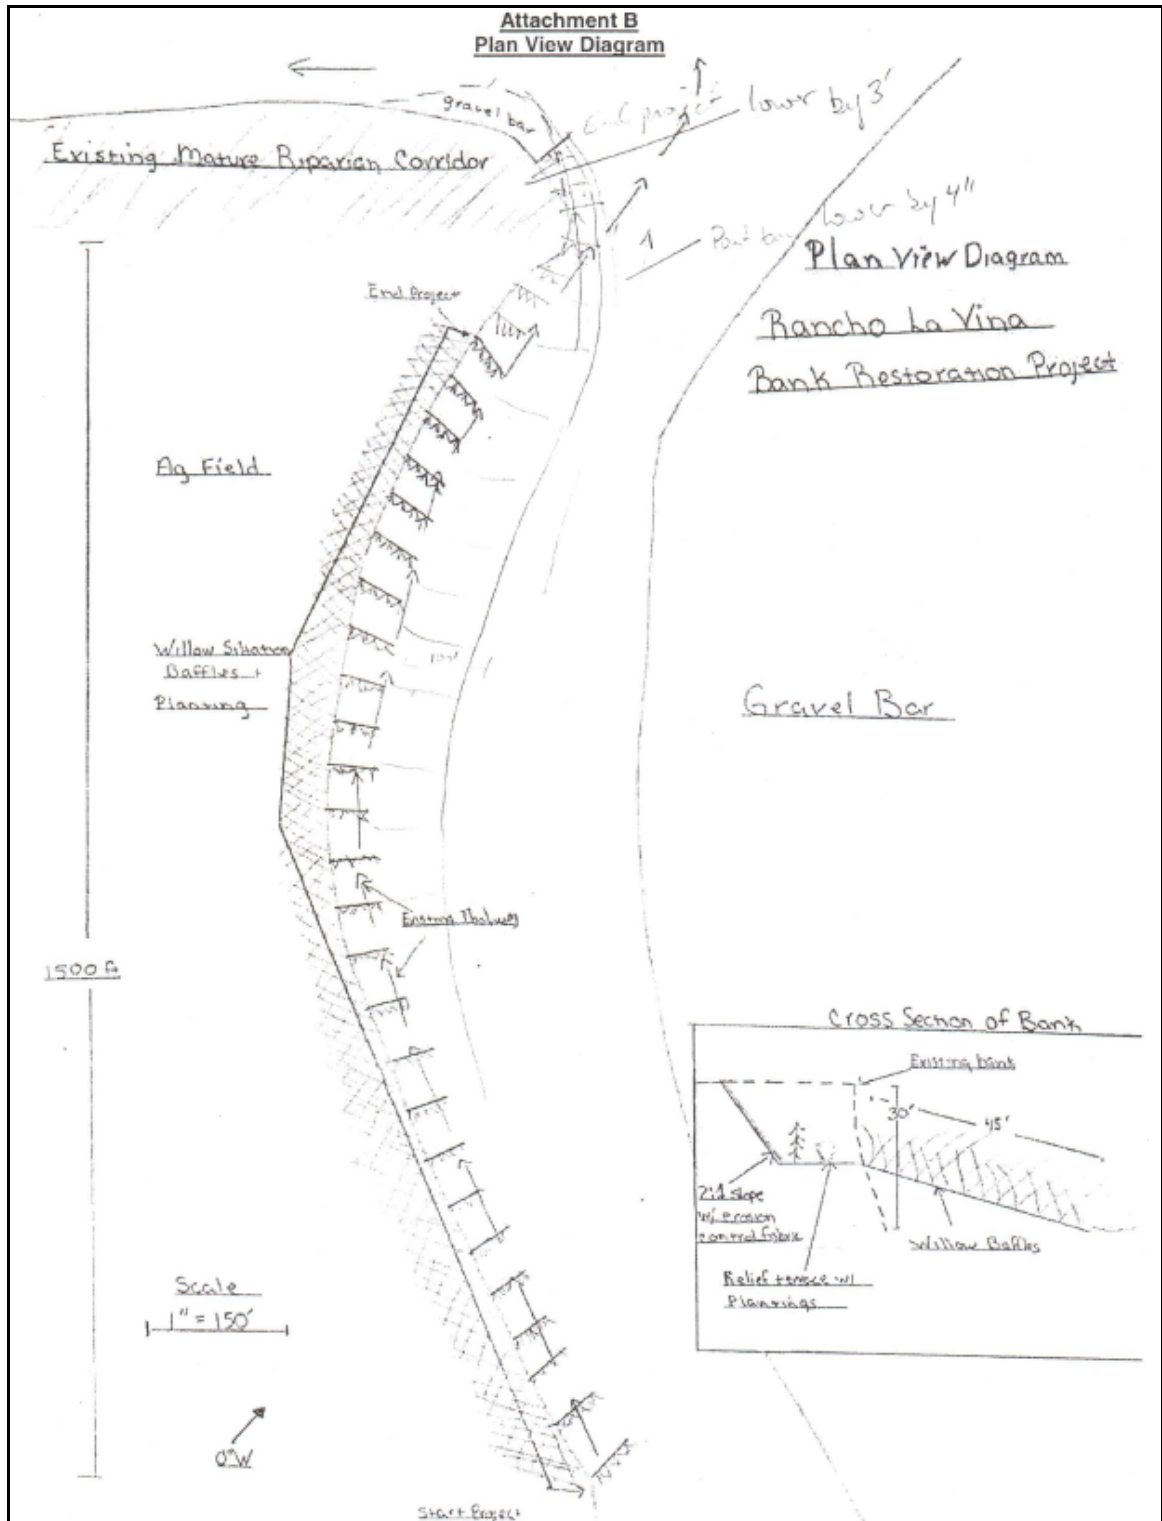 Attachment B
Plan View Diagram
gravel bar
End project
lower by 3'
Existing Mature Riparian Corridor
lower by 4"
Plan View Diagram
Rancho La Vina
Bank Restoration Project
End Project
Ag Field
Willow Siltation
Baffles +
Planting
Gravel Bar
Existing Thalweg
1500 ft
Cross Section of Bank
Existing bank
30'
45'
2:1 slope
w/ erosion
control fabric
Willow Baffles
Relief terrace w/
Plantings
Scale
1" = 150'
0°W
Start Project